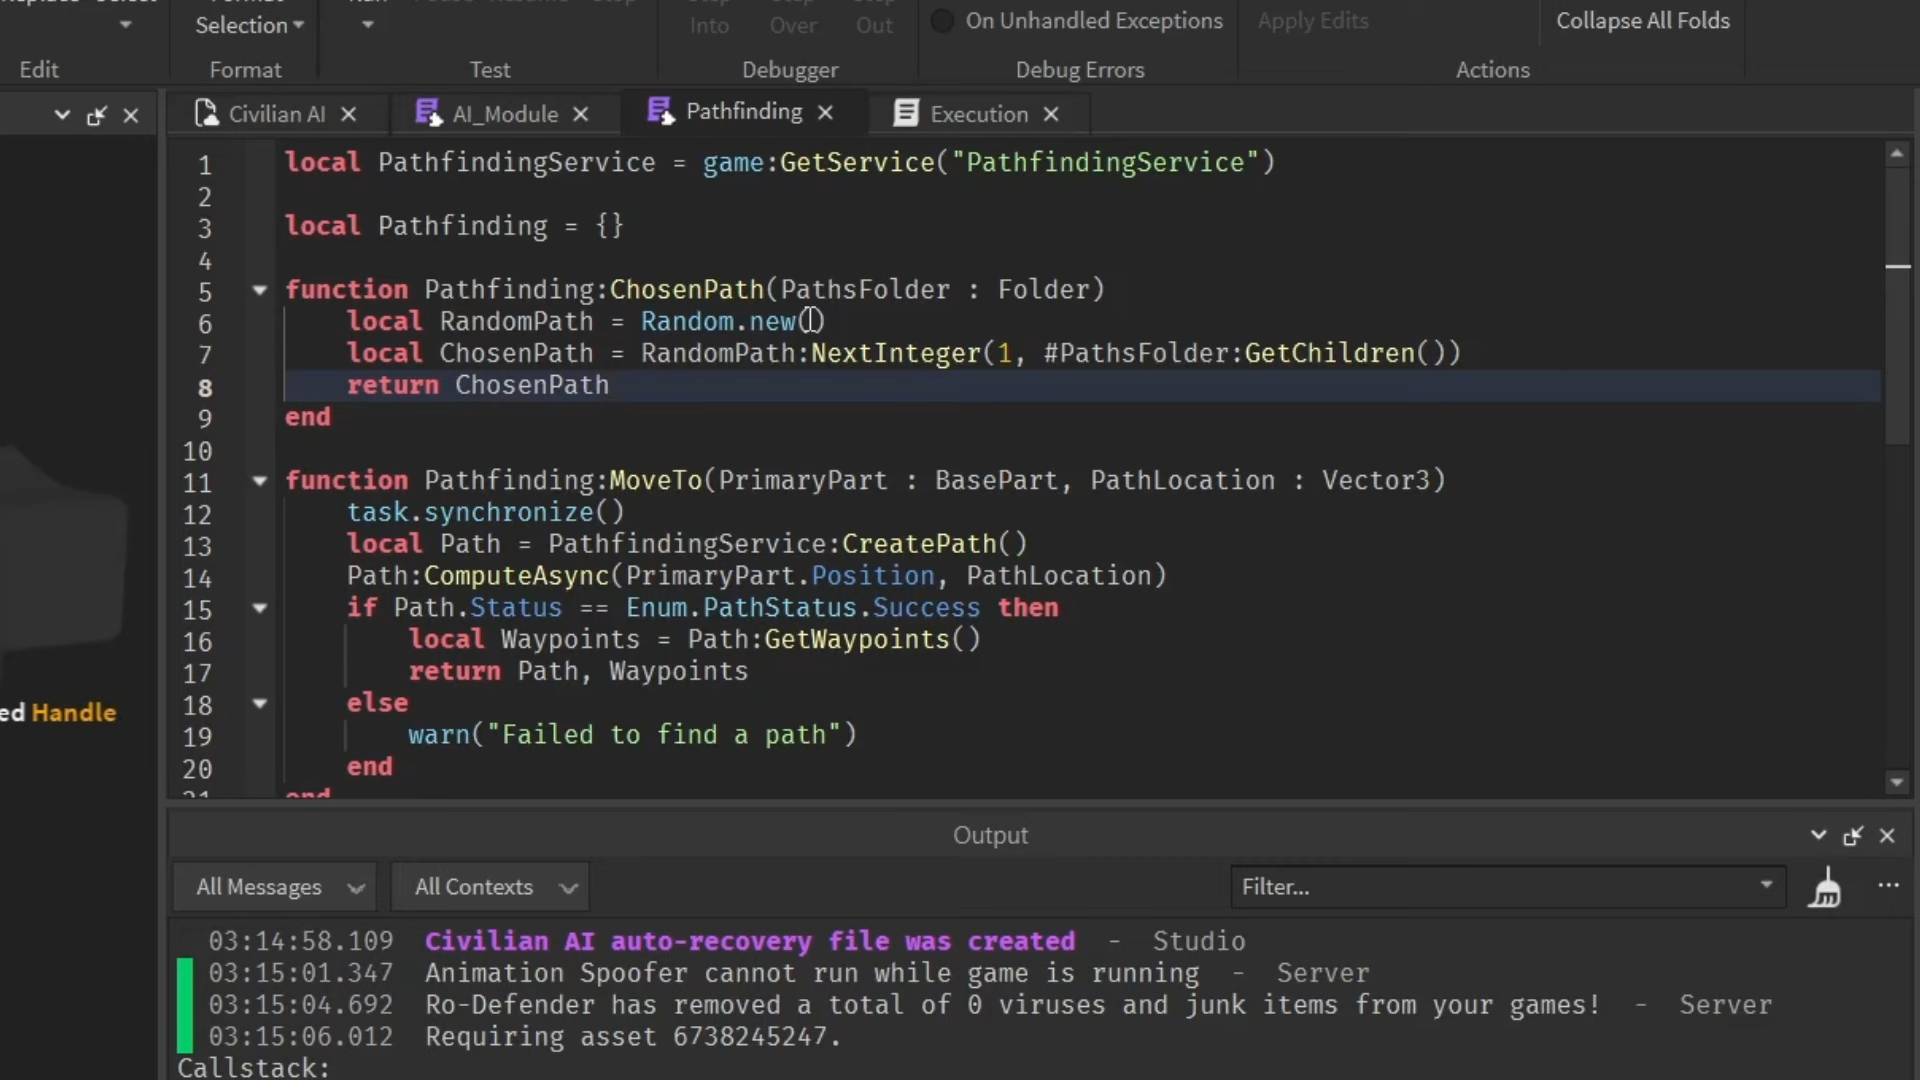 Selection
Into Over Out
On Unhandled Exceptions
Apply Edits
Collapse All Folds
Edit Format Test Debugger Debug Errors Actions
Civilian AI
AI_Module
Pathfinding
Execution
1 local PathfindingService = game:GetService("PathfindingService")
2
3 local Pathfinding = {}
4
5 function Pathfinding:ChosenPath(PathsFolder : Folder)
6 local RandomPath = Random.new()
7 local ChosenPath = RandomPath:NextInteger(1, #PathsFolder:GetChildren())
8 return ChosenPath
9 end
10
11 function Pathfinding:MoveTo(PrimaryPart : BasePart, PathLocation : Vector3)
12 task.synchronize()
13 local Path = PathfindingService:CreatePath()
14 Path:ComputeAsync(PrimaryPart.Position, PathLocation)
15 if Path.Status == Enum.PathStatus.Success then
16 local Waypoints = Path:GetWaypoints()
17 return Path, Waypoints
18 else
19 warn("Failed to find a path")
20 end
21 end
ed Handle
Output
All Messages
All Contexts
Filter...
03:14:58.109 Civilian AI auto-recovery file was created - Studio
03:15:01.347 Animation Spoofer cannot run while game is running - Server
03:15:04.692 Ro-Defender has removed a total of 0 viruses and junk items from your games! - Server
03:15:06.012 Requiring asset 6738245247.
Callstack: